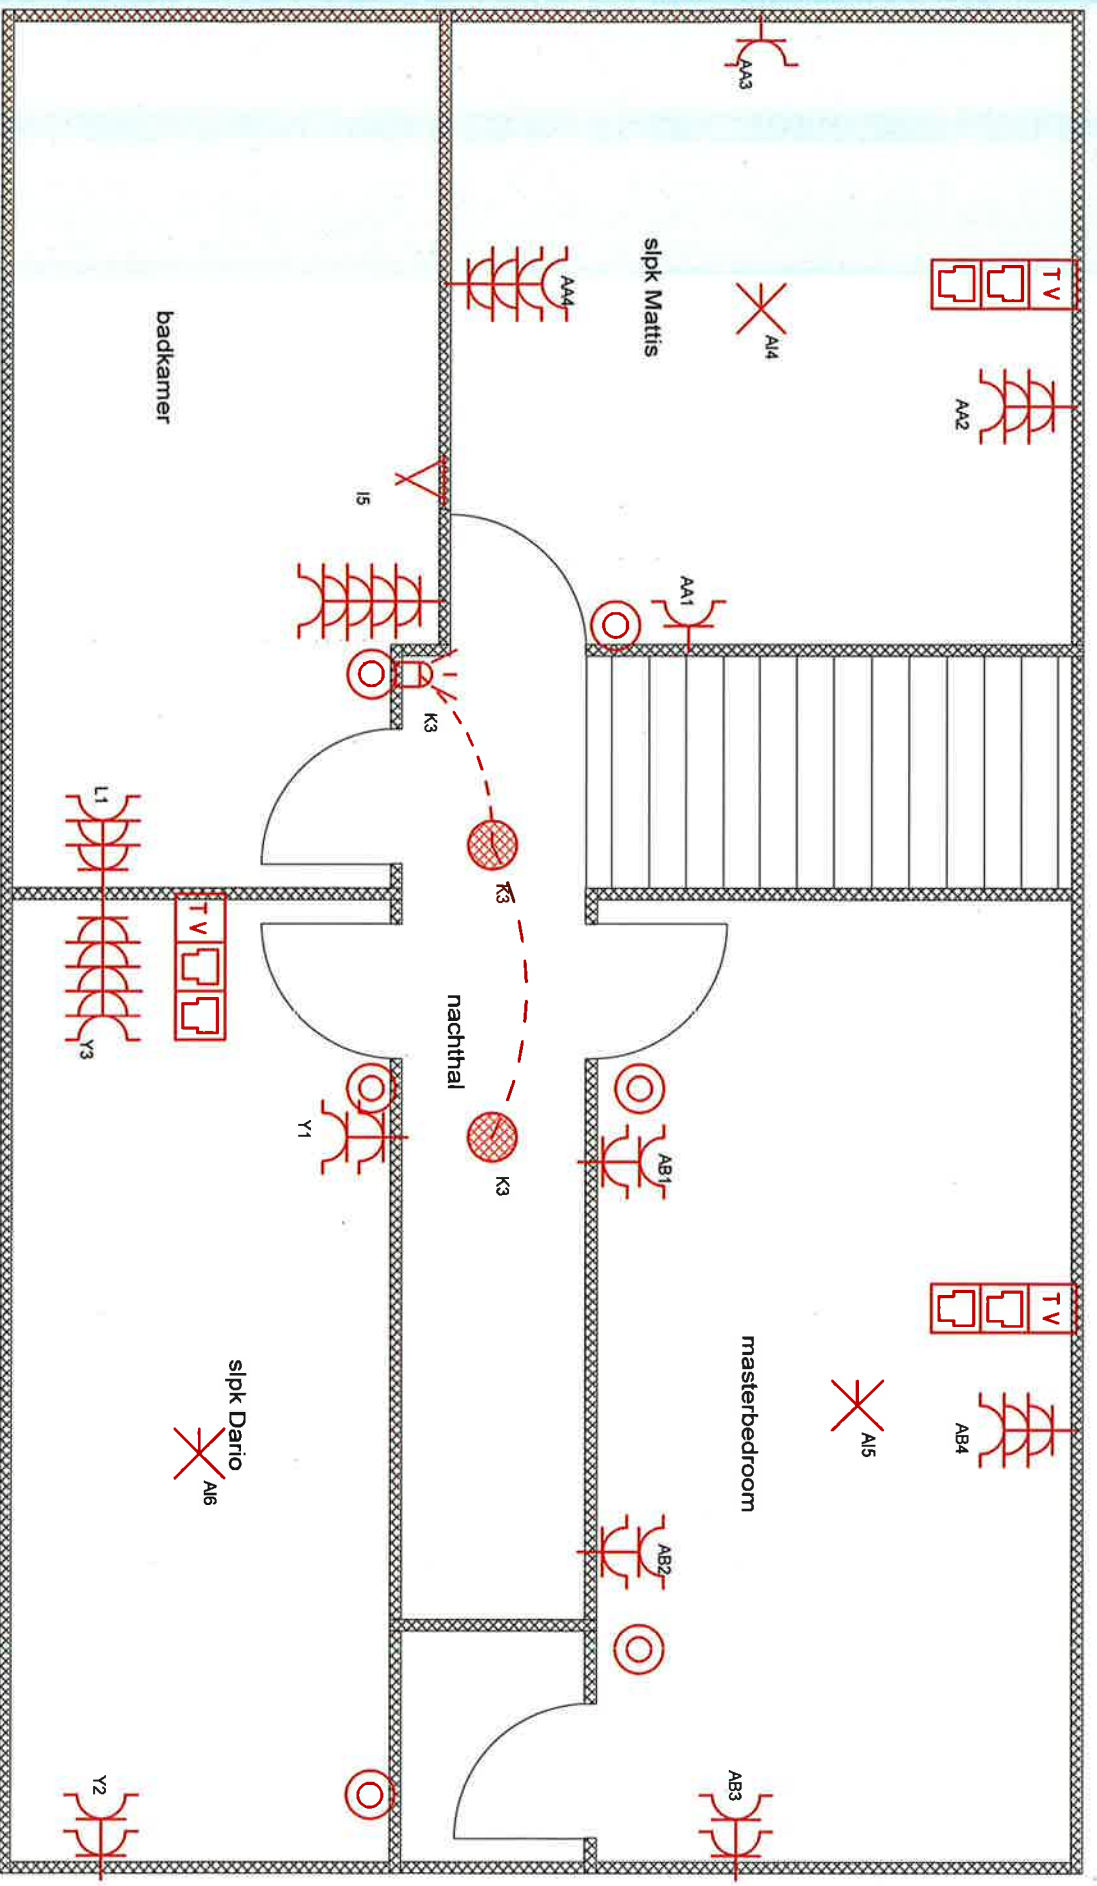 AA3
slpk Mattis
AA4
AI4
TV
AA2
badkamer
I5
AA1
K3
L1
K3
TV
Y3
nachthal
Y1
K3
AB1
TV
masterbedroom
AI5
AB4
slpk Dario
AI6
AB2
Y2
AB3